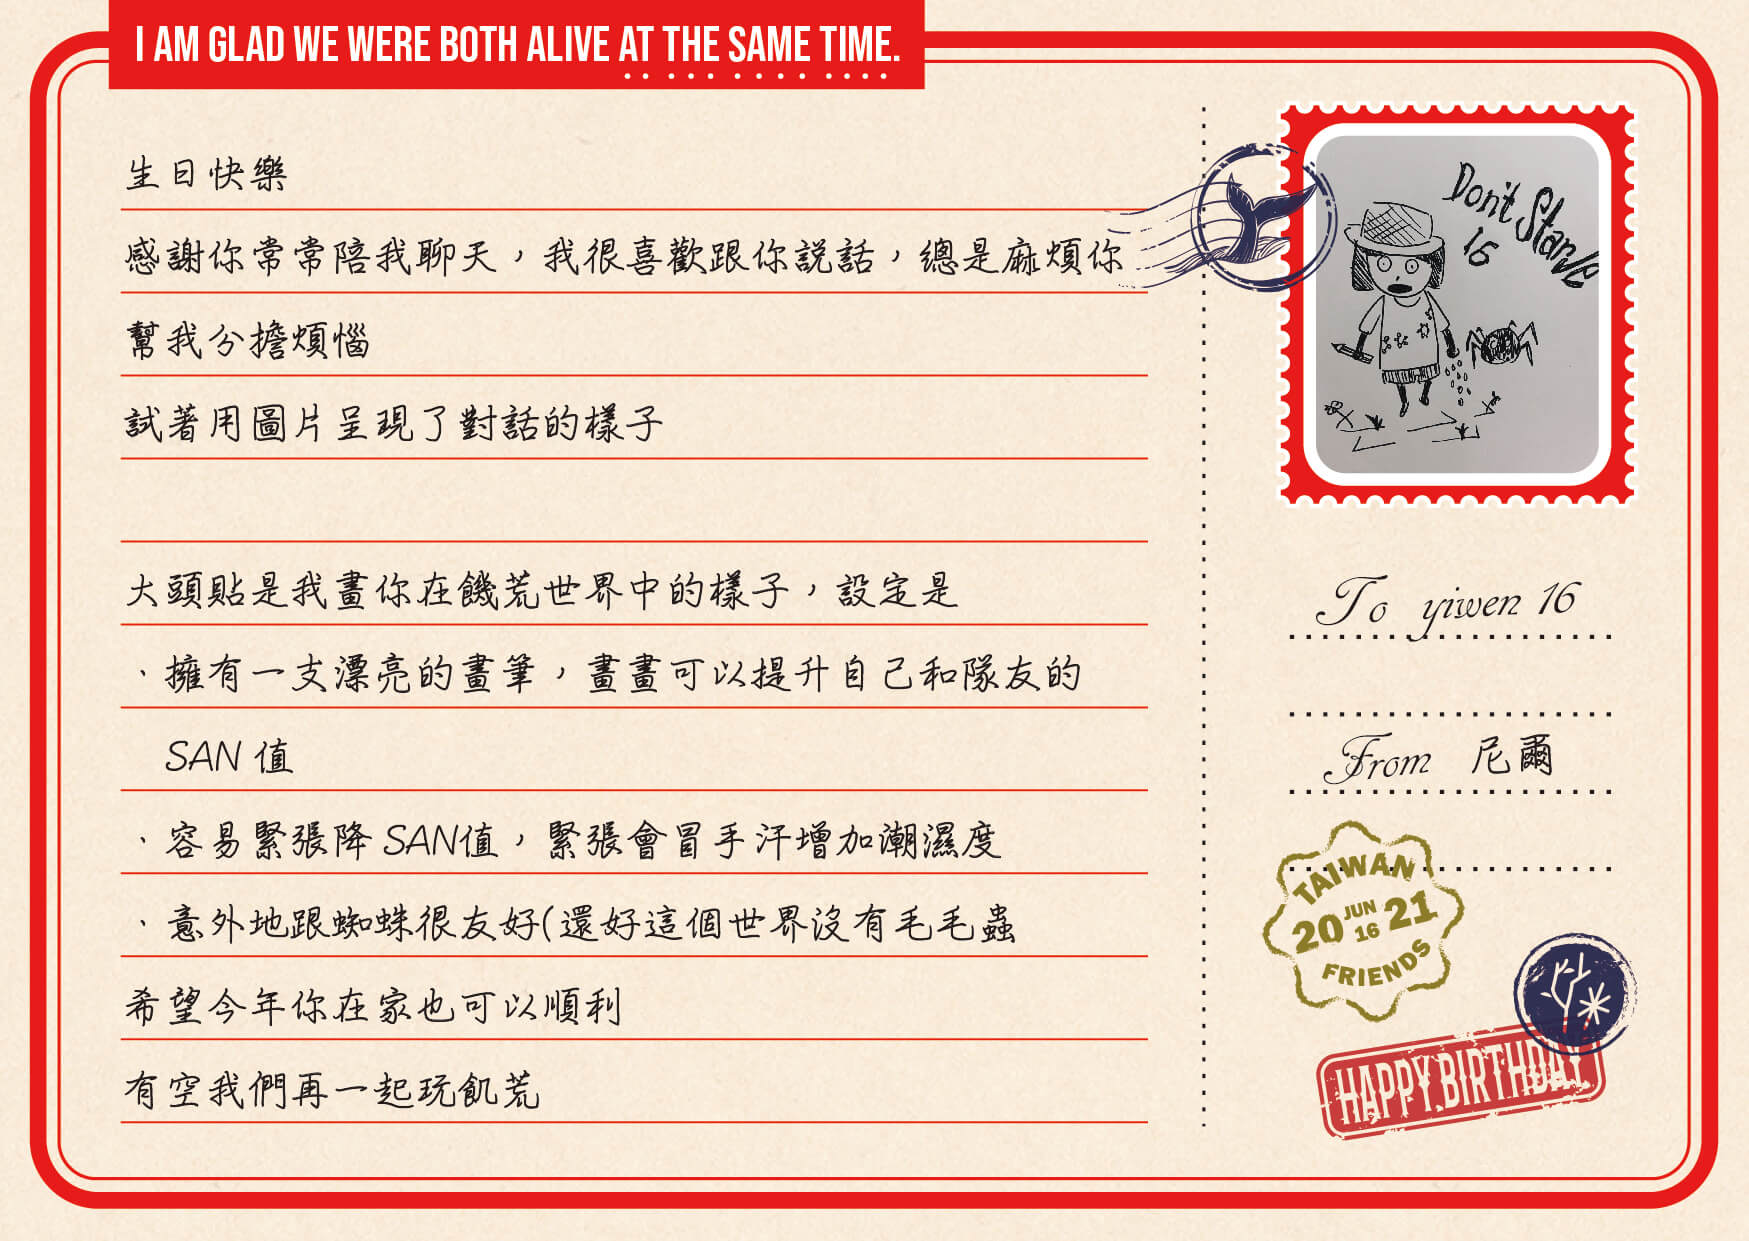 I AM GLAD WE WERE BOTH ALIVE AT THE SAME TIME.
生日快樂
感謝你常常陪我聊天，我很喜歡跟你說話，總是麻煩你
幫我分擔煩惱
試著用圖片呈現了對話的樣子
大頭貼是我畫你在饑荒世界中的樣子，設定是
、擁有一支漂亮的畫筆，畫畫可以提升自己和隊友的
SAN 值
、容易緊張降 SAN值，緊張會冒手汗增加潮濕度
、意外地跟蜘蛛很友好(還好這個世界沒有毛毛蟲
希望今年你在家也可以順利
有空我們再一起玩飢荒
Don't Starve
16
To yiwen 16
From 尼爾
TAIWAN
20 JUN 16 21
FRIENDS
HAPPY BIRTHDAY